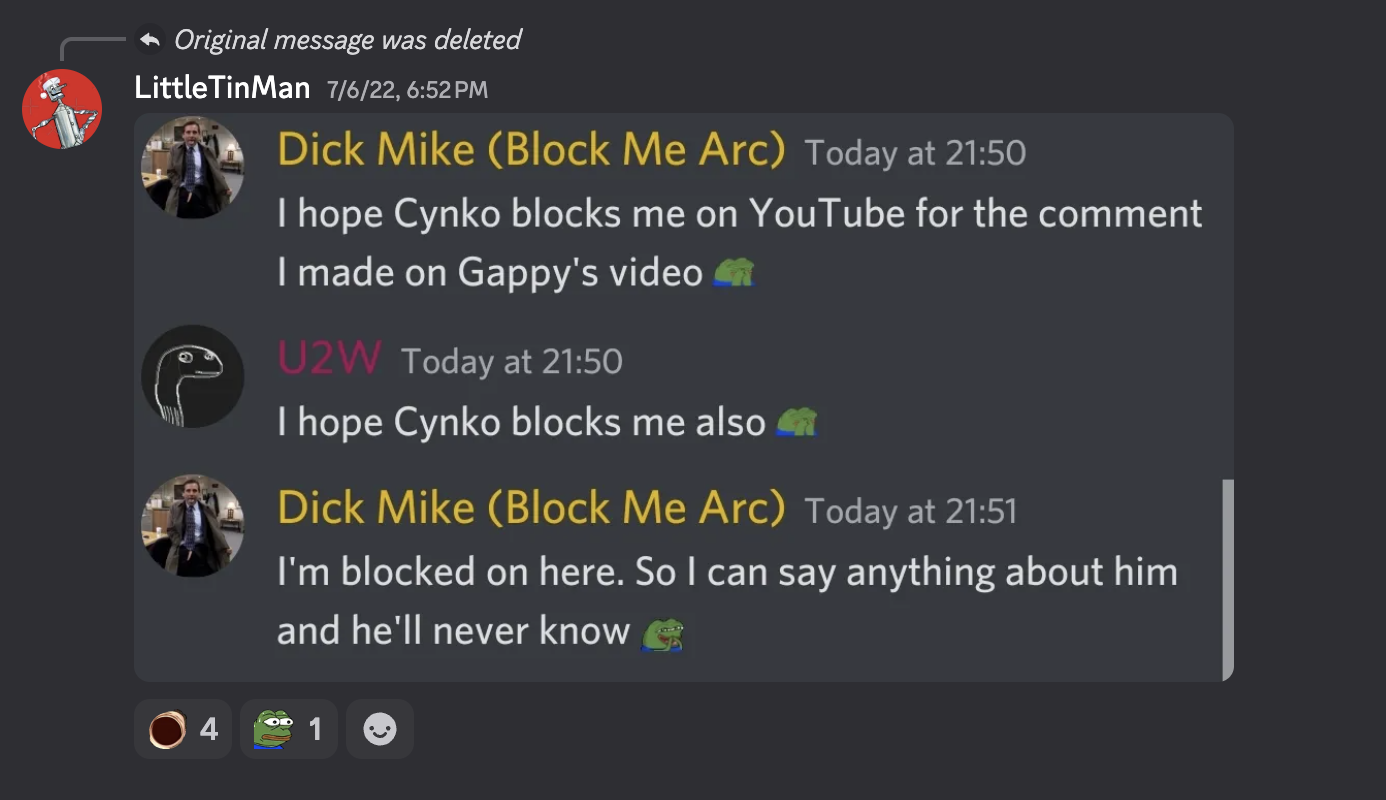 Original message was deleted
LittleTinMan 7/6/22, 6:52 PM
Dick Mike (Block Me Arc) Today at 21:50
I hope Cynko blocks me on YouTube for the comment
I made on Gappy's video
U2W Today at 21:50
I hope Cynko blocks me also
Dick Mike (Block Me Arc) Today at 21:51
I'm blocked on here. So I can say anything about him
and he'll never know
4 1